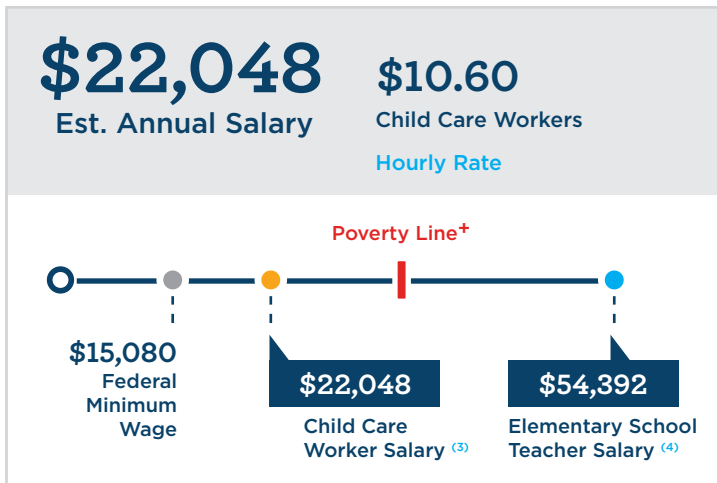 $22,048
Est. Annual Salary
$10.60
Child Care Workers
Hourly Rate
Poverty Line+
$15,080
Federal
Minimum
Wage
$22,048
Child Care
Worker Salary (3)
$54,392
Elementary School
Teacher Salary (4)